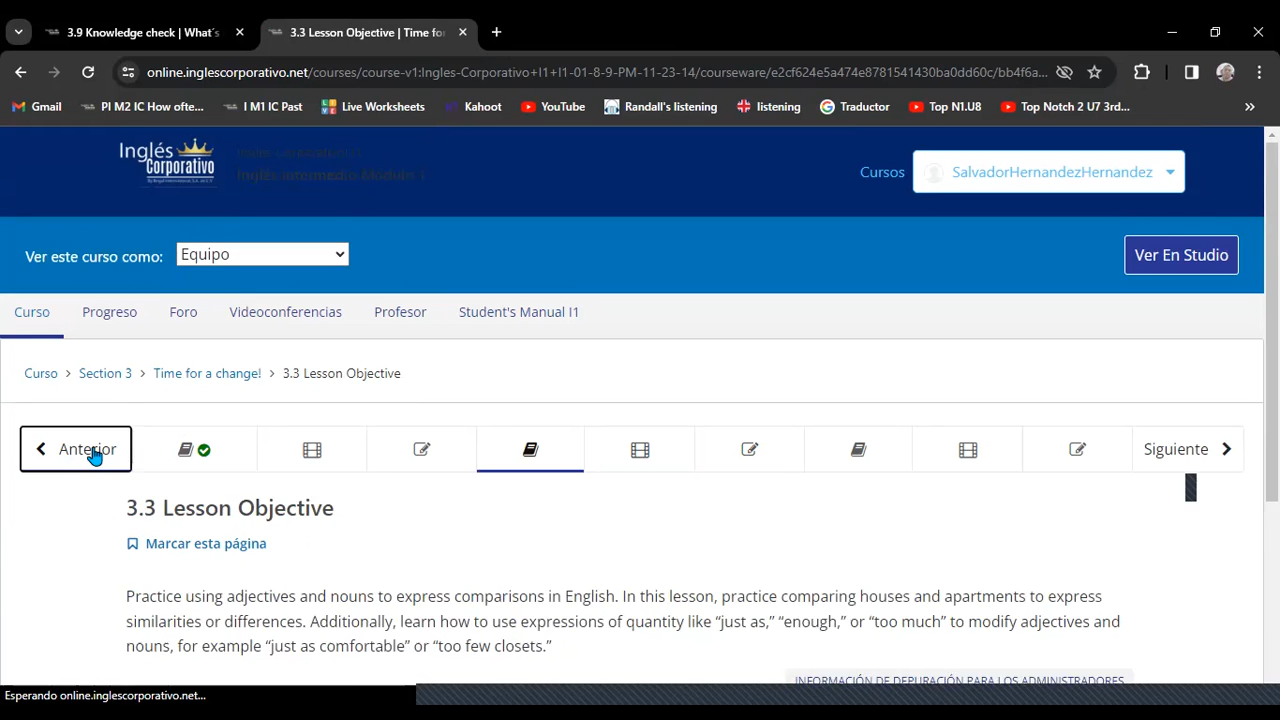 3.9 Knowledge check | What's
3.3 Lesson Objective | Time for
online.inglescorporativo.net/courses/course-v1:Ingles-Corporativo+I1+I1-01-8-9-PM-11-23-14/courseware/e2cf624e5a474e8781541430ba0dd60c/bb4f6a...
Gmail PI M2 IC How ofte... I M1 IC Past Live Worksheets Kahoot YouTube Randall's listening listening Traductor Top N1.U8 Top Notch 2 U7 3rd... »
Inglés
Corporativo
Inglés Intermedio Módulo 1
Cursos SalvadorHernandezHernandez
Ver este curso como: Equipo Ver En Studio
Curso Progreso Foro Videoconferencias Profesor Student's Manual I1
Curso > Section 3 > Time for a change! > 3.3 Lesson Objective
Anterior Siguiente
3.3 Lesson Objective
Marcar esta página
Practice using adjectives and nouns to express comparisons in English. In this lesson, practice comparing houses and apartments to express
similarities or differences. Additionally, learn how to use expressions of quantity like “just as,” “enough,” or “too much” to modify adjectives and
nouns, for example “just as comfortable” or “too few closets.”
INFORMACIÓN DE DEPURACIÓN PARA LOS ADMINISTRADORES
Esperando online.inglescorporativo.net...